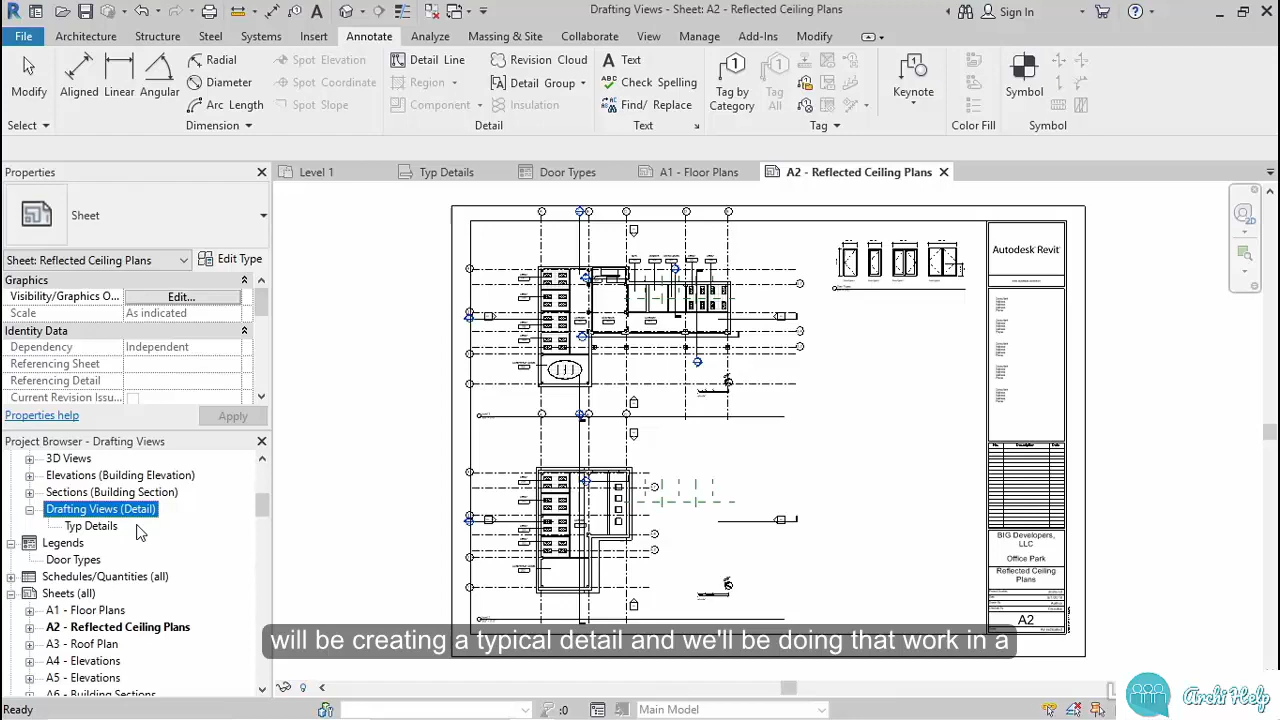 Drafting Views - Sheet: A2 - Reflected Ceiling Plans
Sign In
File Architecture Structure Steel Systems Insert Annotate Analyze Massing & Site Collaborate View Manage Add-Ins Modify
Modify
Select
Aligned Linear Angular
Radial
Diameter
Arc Length
Spot Elevation
Spot Coordinate
Spot Slope
Dimension
Detail Line
Region
Component
Revision Cloud
Detail Group
Insulation
Detail
Text
Check Spelling
Find/ Replace
Text
Tag by Category
Tag All
Tag
Keynote
Color Fill
Symbol
Symbol
Properties
Sheet
Sheet: Reflected Ceiling Plans
Edit Type
Graphics
Visibility/Graphics O... Edit...
Scale As indicated
Identity Data
Dependency Independent
Referencing Sheet
Referencing Detail
Current Revision Issu...
Properties help Apply
Level 1 Typ Details Door Types A1 - Floor Plans A2 - Reflected Ceiling Plans
Project Browser - Drafting Views
3D Views
Elevations (Building Elevation)
Sections (Building Section)
Drafting Views (Detail)
Typ Details
Legends
Door Types
Schedules/Quantities (all)
Sheets (all)
A1 - Floor Plans
A2 - Reflected Ceiling Plans
A3 - Roof Plan
A4 - Elevations
A5 - Elevations
A6 - Building Sections
2D
Autodesk Revit
BIG Developers, LLC
Office Park
Reflected Ceiling Plans
A2
will be creating a typical detail and we'll be doing that work in a
Ready
:0
Main Model
Archi Help